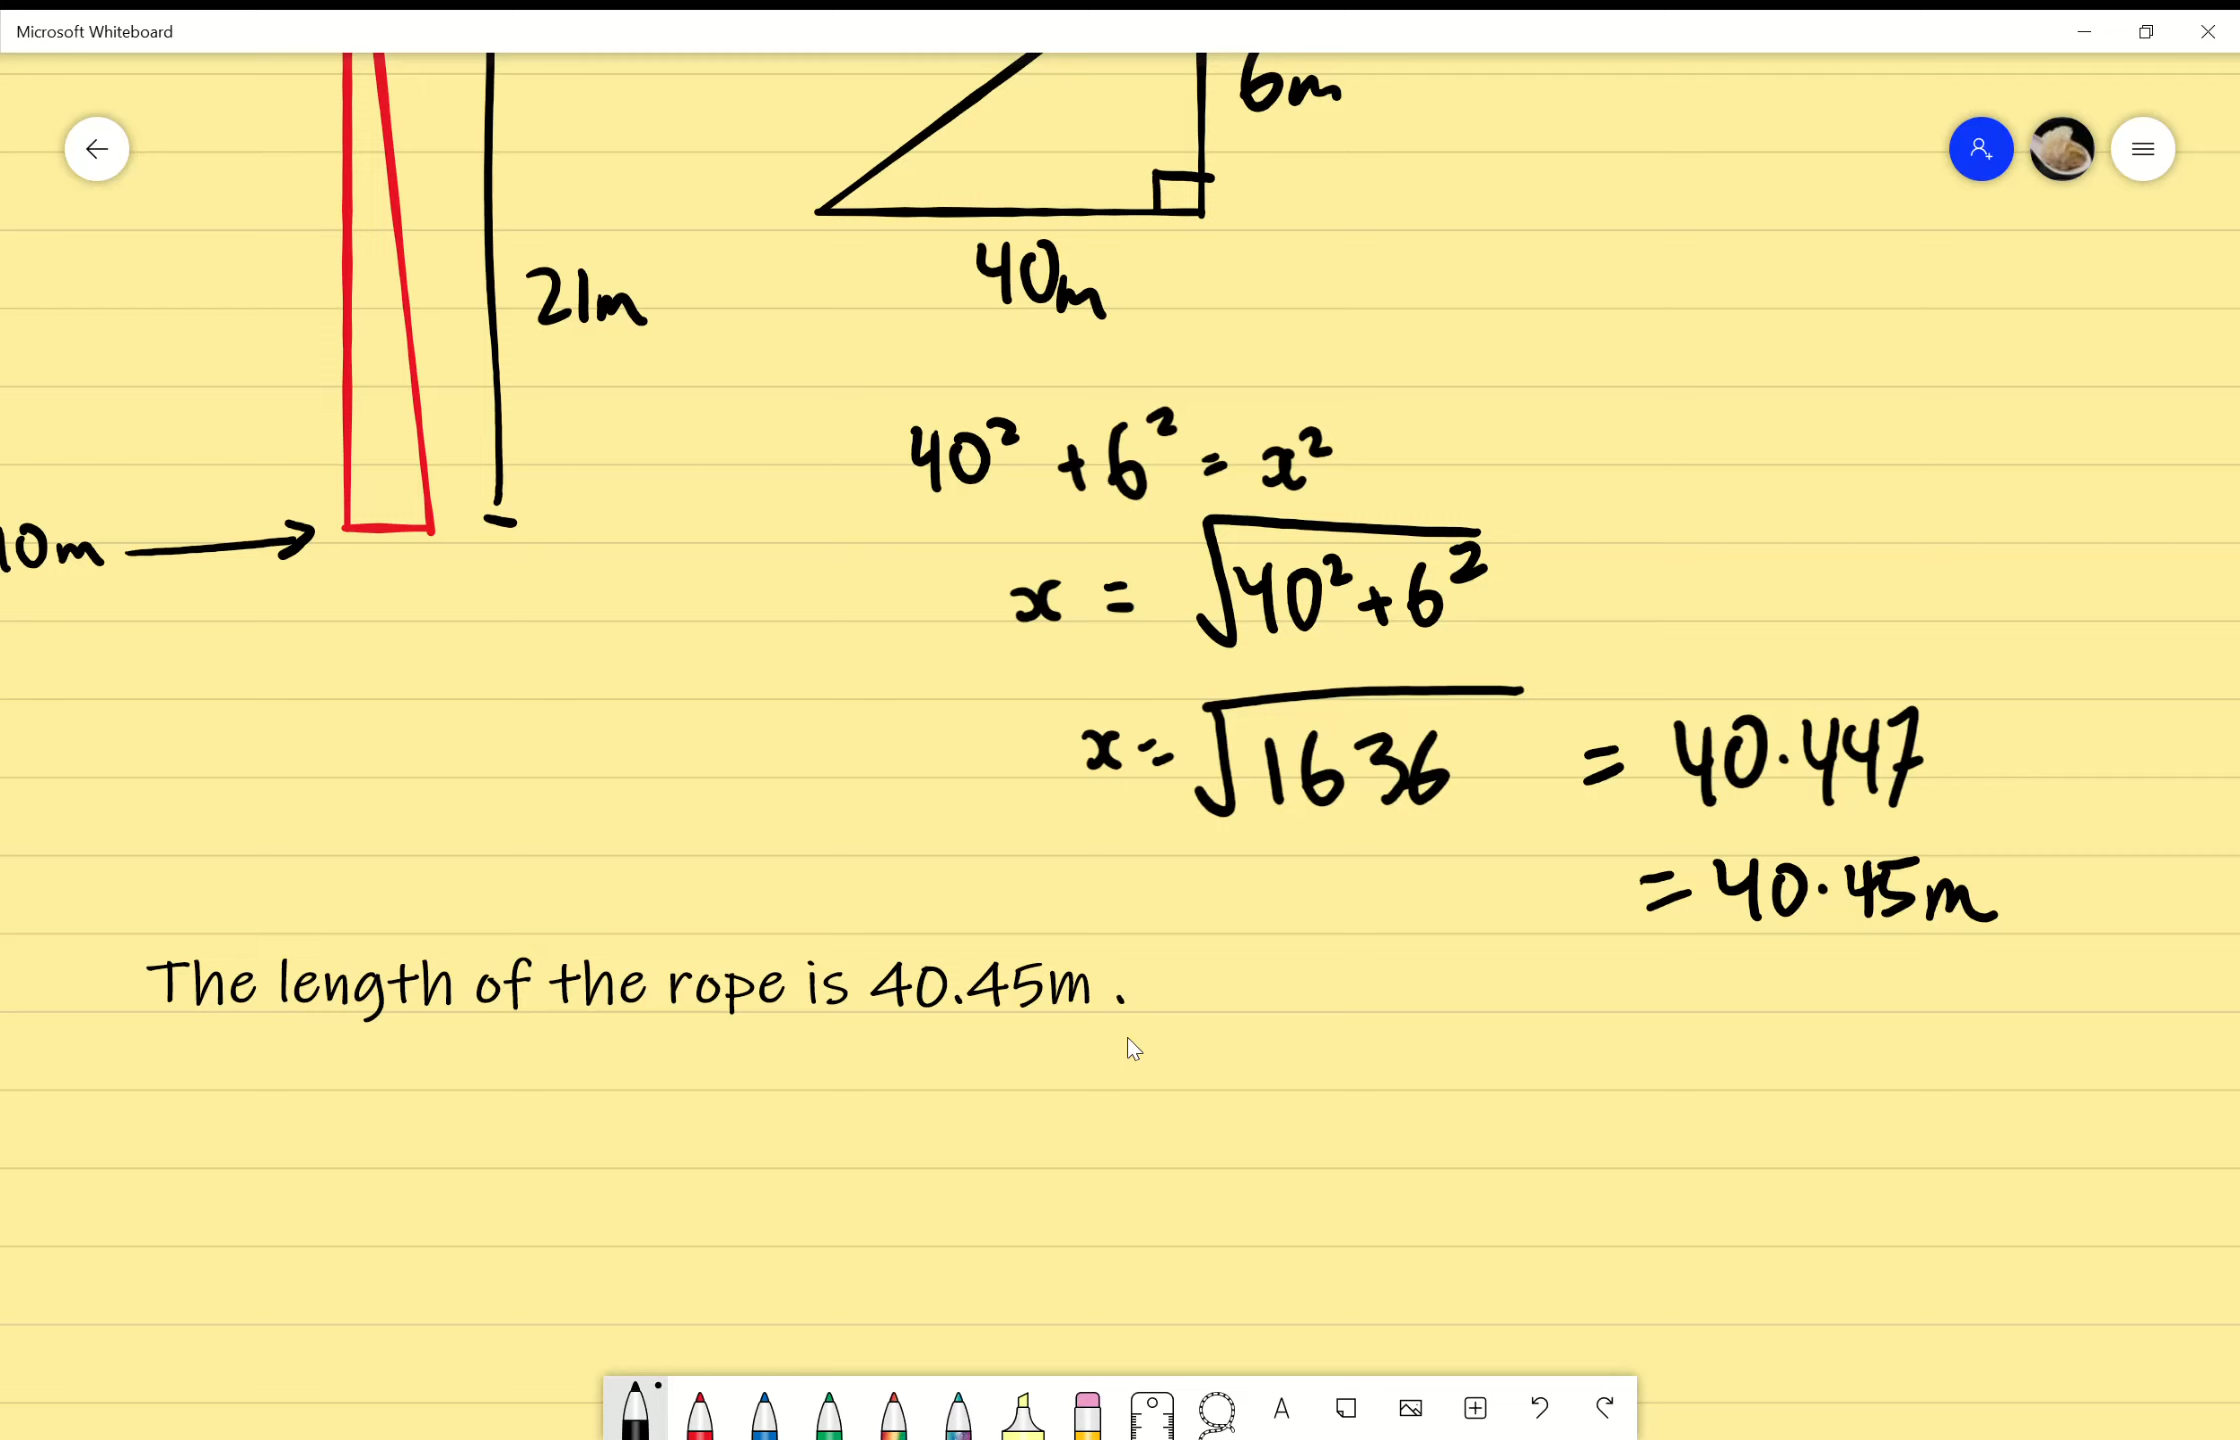 Microsoft Whiteboard
6m
40m
21m
40² + 6² = x²
10m
x = √40² + 6²
x = √1636 = 40.447
= 40.45m
The length of the rope is 40.45m .
A